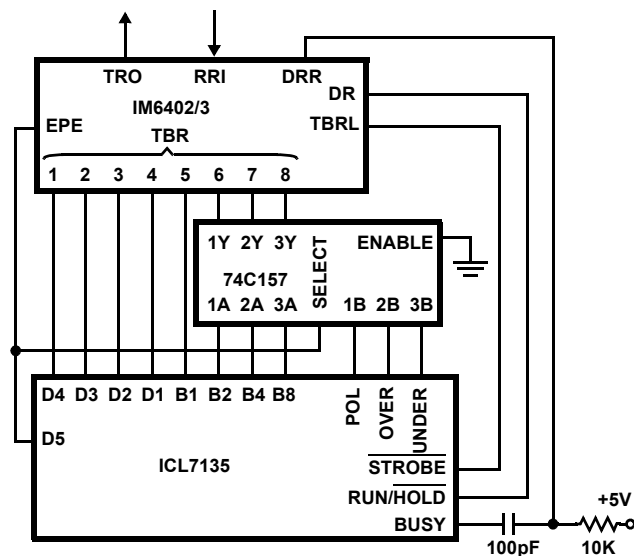 TRO RRI DRR
DR
IM6402/3
EPE TBRL
TBR
1 2 3 4 5 6 7 8
1Y 2Y 3Y ENABLE
74C157
SELECT
1A 2A 3A 1B 2B 3B
D4 D3 D2 D1 B1 B2 B4 B8
POL
OVER
UNDER
D5
ICL7135
STROBE
RUN/HOLD
BUSY
100pF
+5V
10K